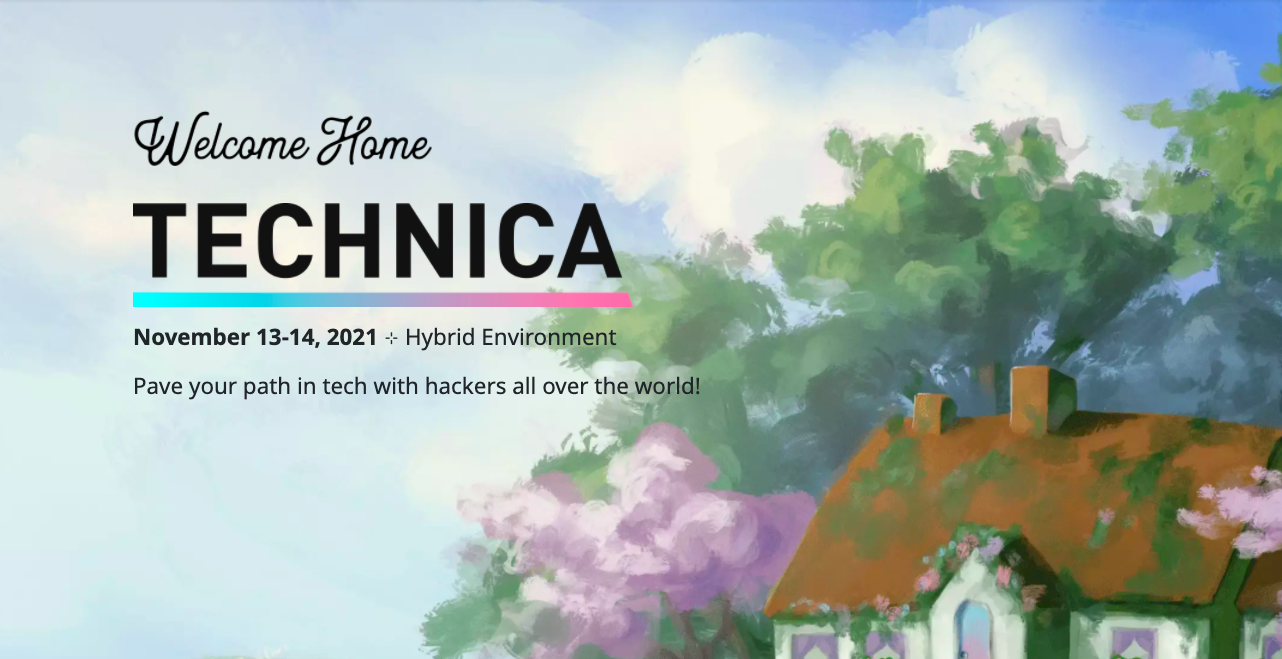 Welcome Home
TECHNICA
November 13-14, 2021 ⊹ Hybrid Environment
Pave your path in tech with hackers all over the world!